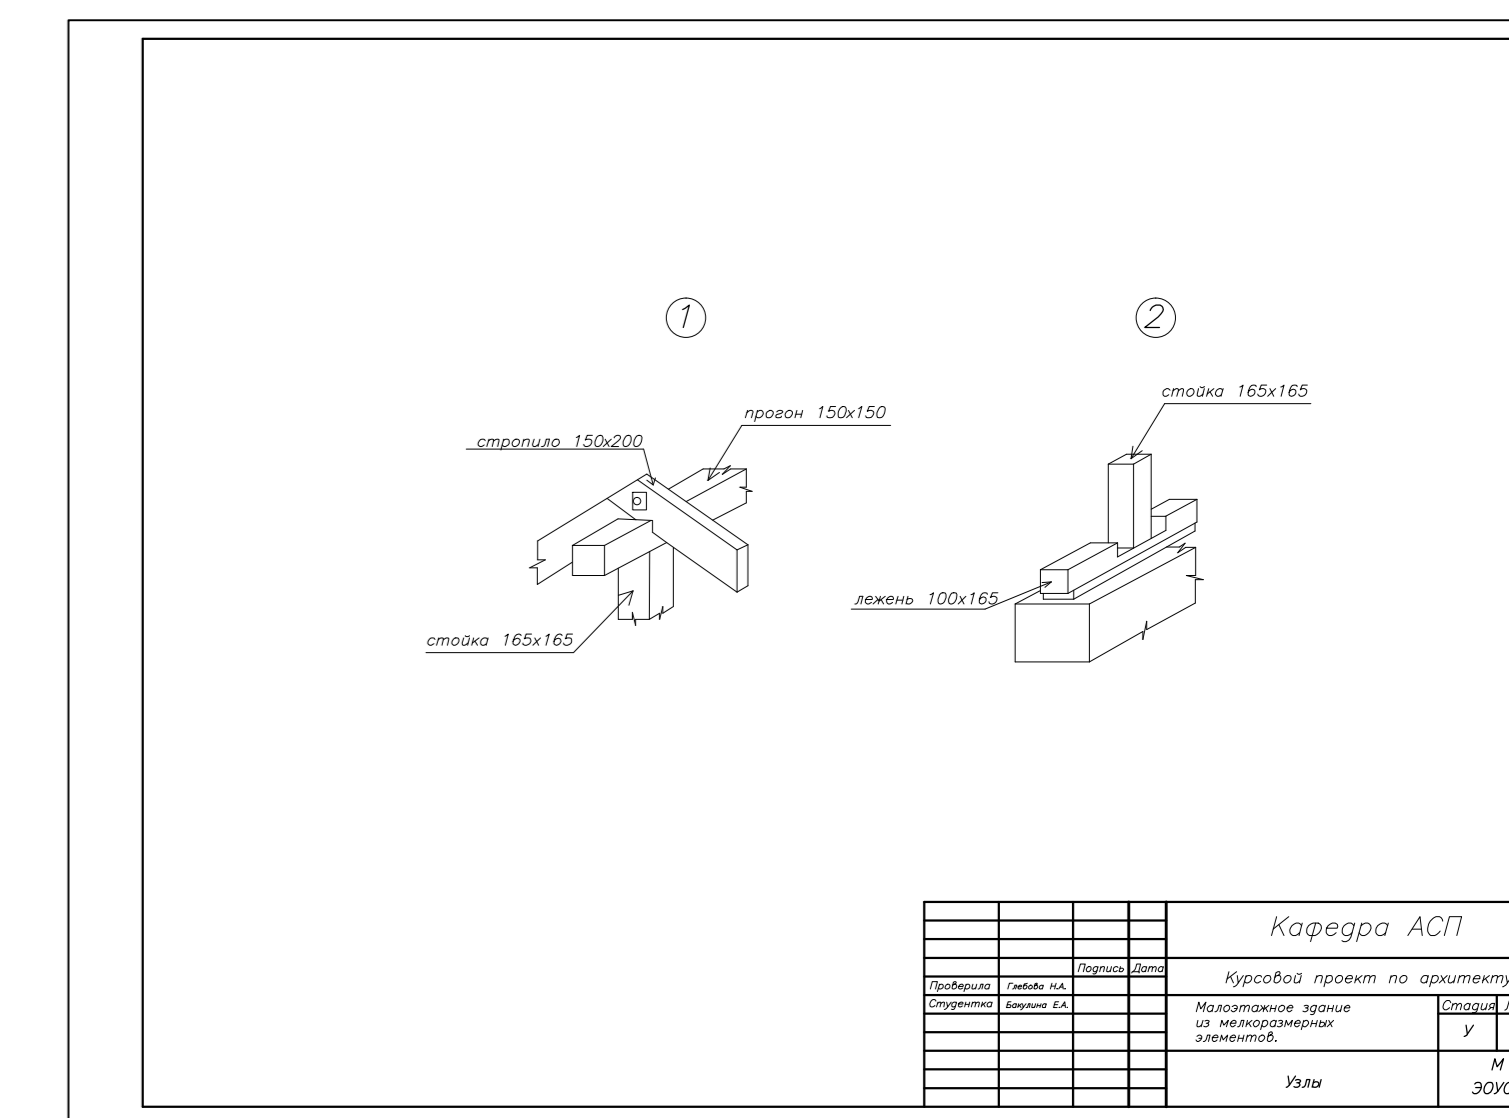 1
2
стойка 165х165
прогон 150х150
стропило 150х200
лежень 100х165
стойка 165х165
Кафедра АСП
Подпись Дата
Курсовой проект по архитекту
Проверила Глебова Н.А.
Студентка Бакулина Е.А.
Малоэтажное здание
из мелкоразмерных
элементов.
Стадия
У
Узлы
М
ЭОУС